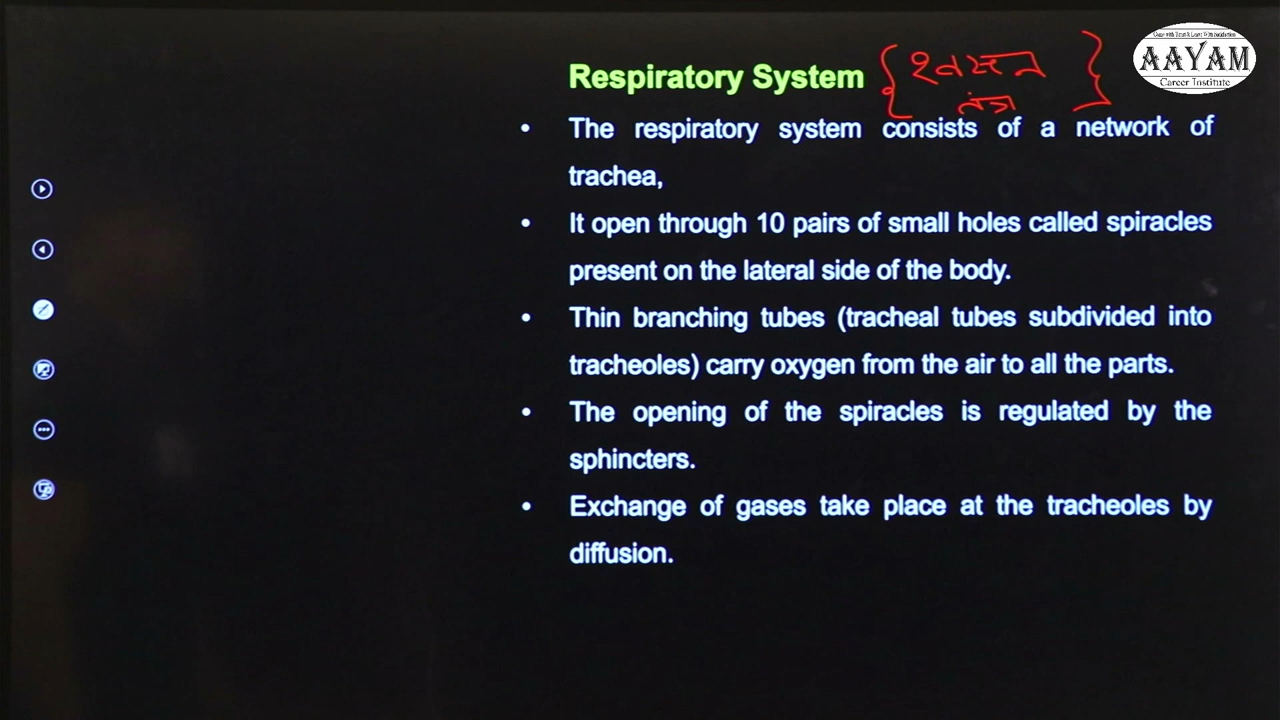 Respiratory System { श्वसन }
तंत्र
AAYAM
Career Institute
• The respiratory system consists of a network of
trachea,
• It open through 10 pairs of small holes called spiracles
present on the lateral side of the body.
• Thin branching tubes (tracheal tubes subdivided into
tracheoles) carry oxygen from the air to all the parts.
• The opening of the spiracles is regulated by the
sphincters.
• Exchange of gases take place at the tracheoles by
diffusion.